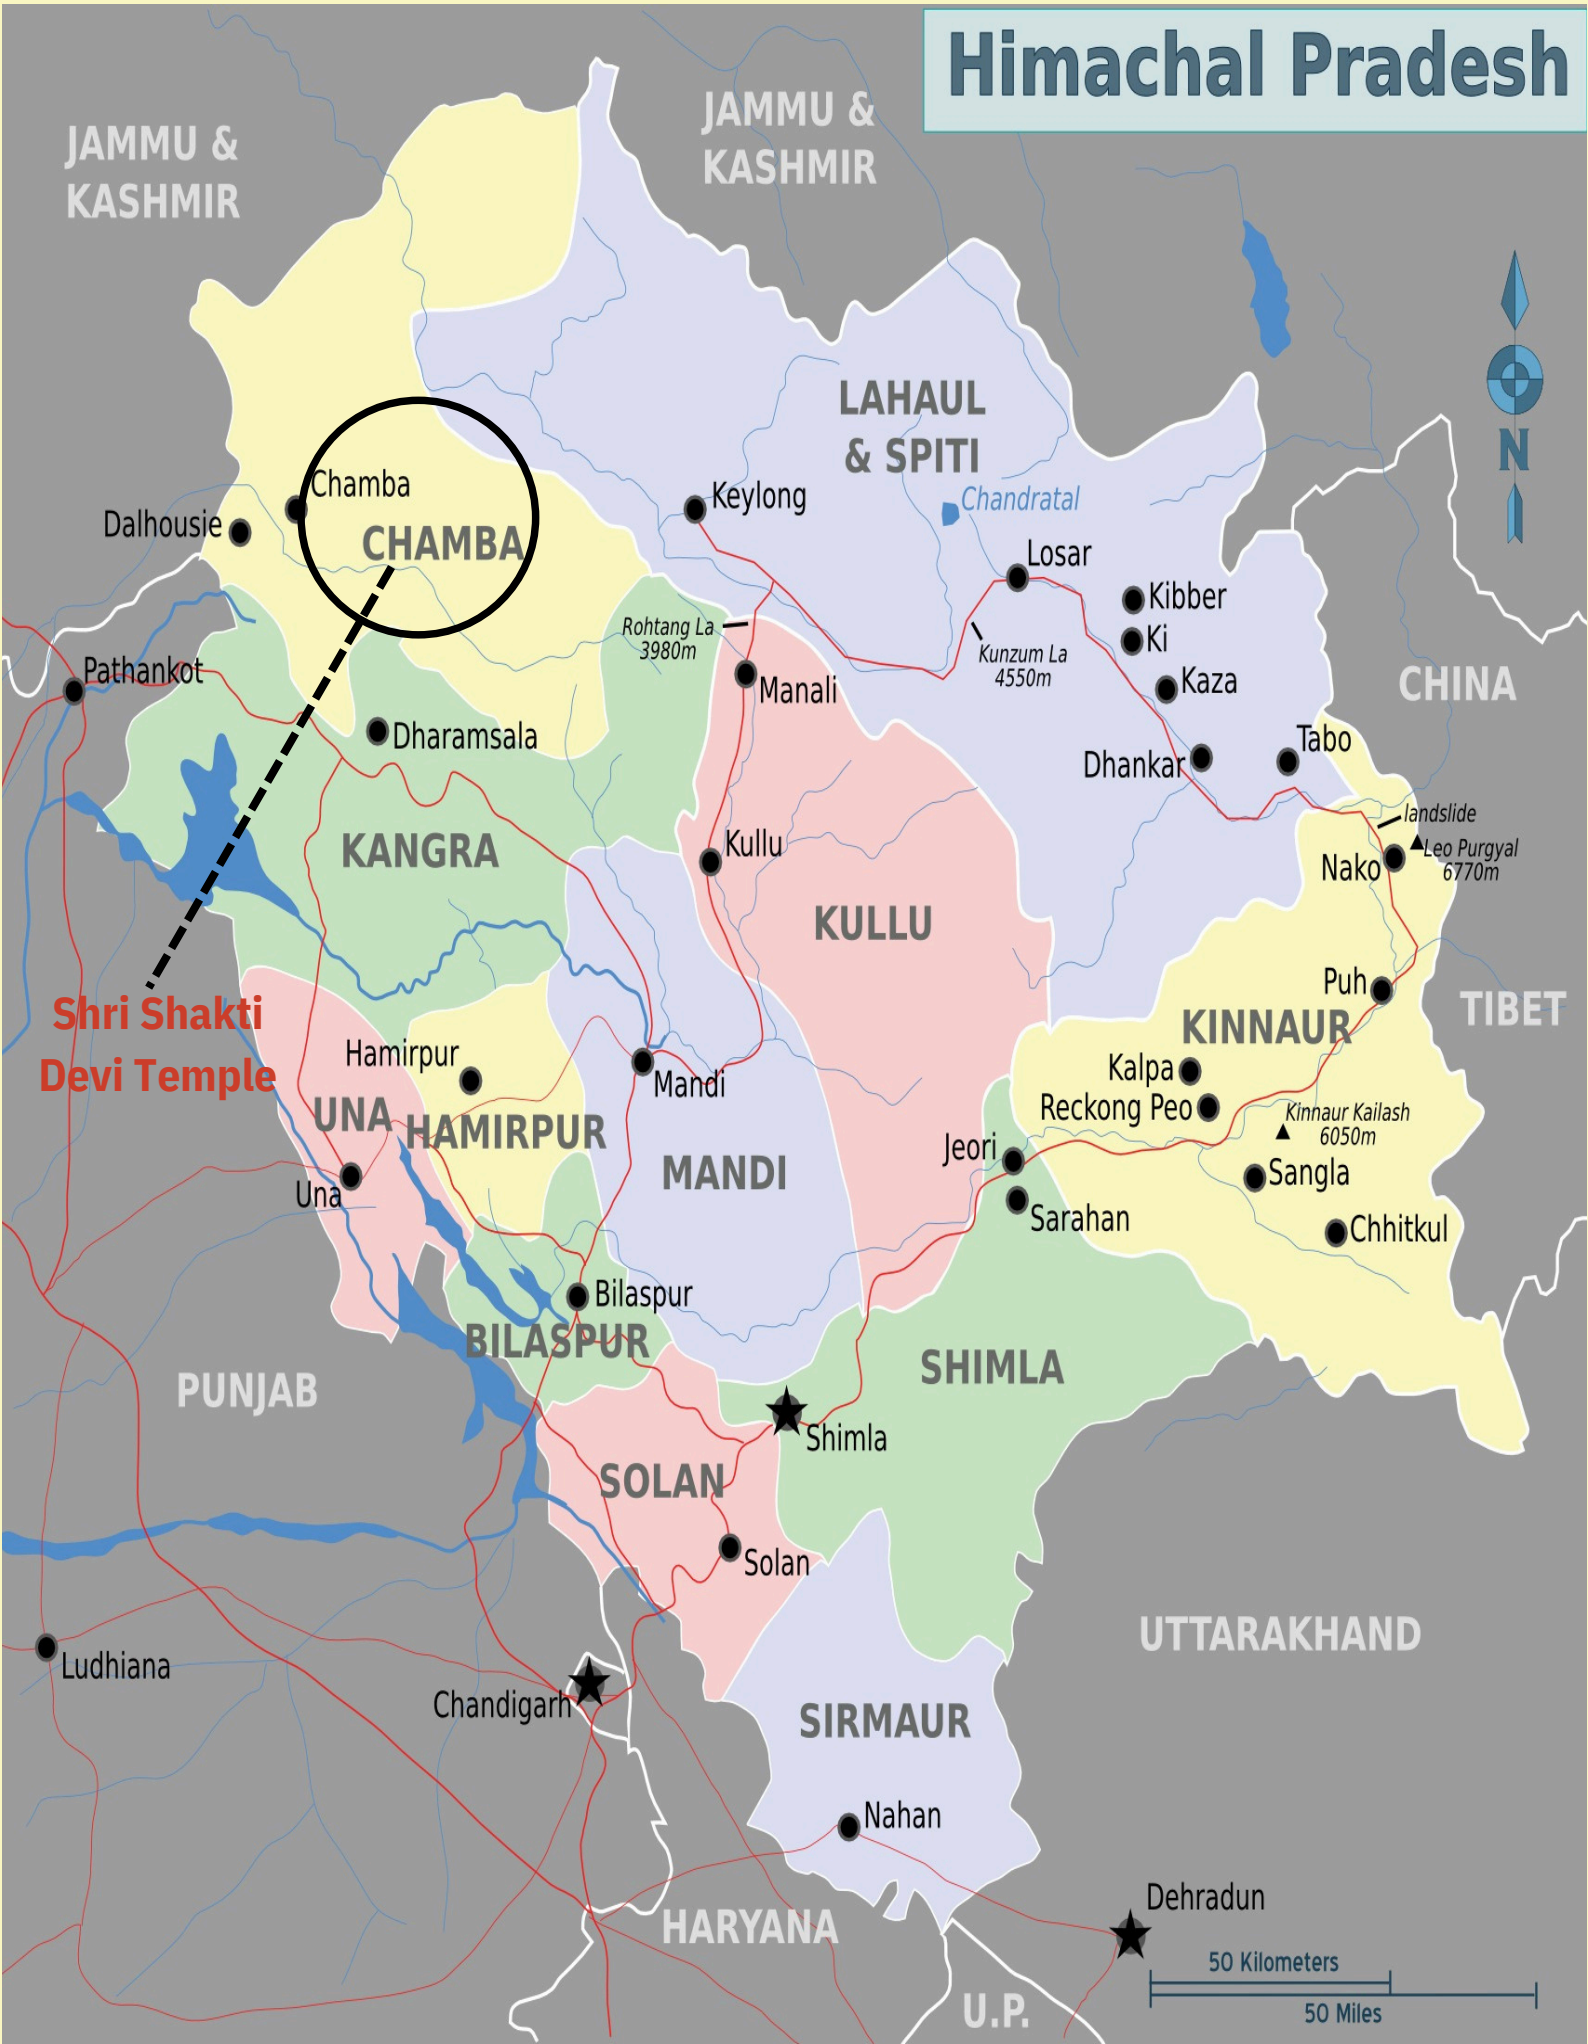 Himachal Pradesh
JAMMU &
KASHMIR
JAMMU &
KASHMIR
LAHAUL
& SPITI
N
Chamba
Keylong
Chandratal
Dalhousie
CHAMBA
Losar
Kibber
Rohtang La
3980m
Ki
Kunzum La
4550m
Pathankot
Manali
Kaza
CHINA
Dharamsala
Tabo
Dhankar
landslide
KANGRA
Kullu
Leo Purgyal
6770m
Nako
KULLU
Puh
Shri Shakti
Devi Temple
KINNAUR
TIBET
Hamirpur
Mandi
Kalpa
Reckong Peo
Kinnaur Kailash
6050m
UNA
HAMIRPUR
Jeori
MANDI
Sangla
Una
Sarahan
Chhitkul
Bilaspur
BILASPUR
SHIMLA
PUNJAB
Shimla
SOLAN
Solan
UTTARAKHAND
Ludhiana
Chandigarh
SIRMAUR
Nahan
Dehradun
HARYANA
50 Kilometers
U.P.
50 Miles